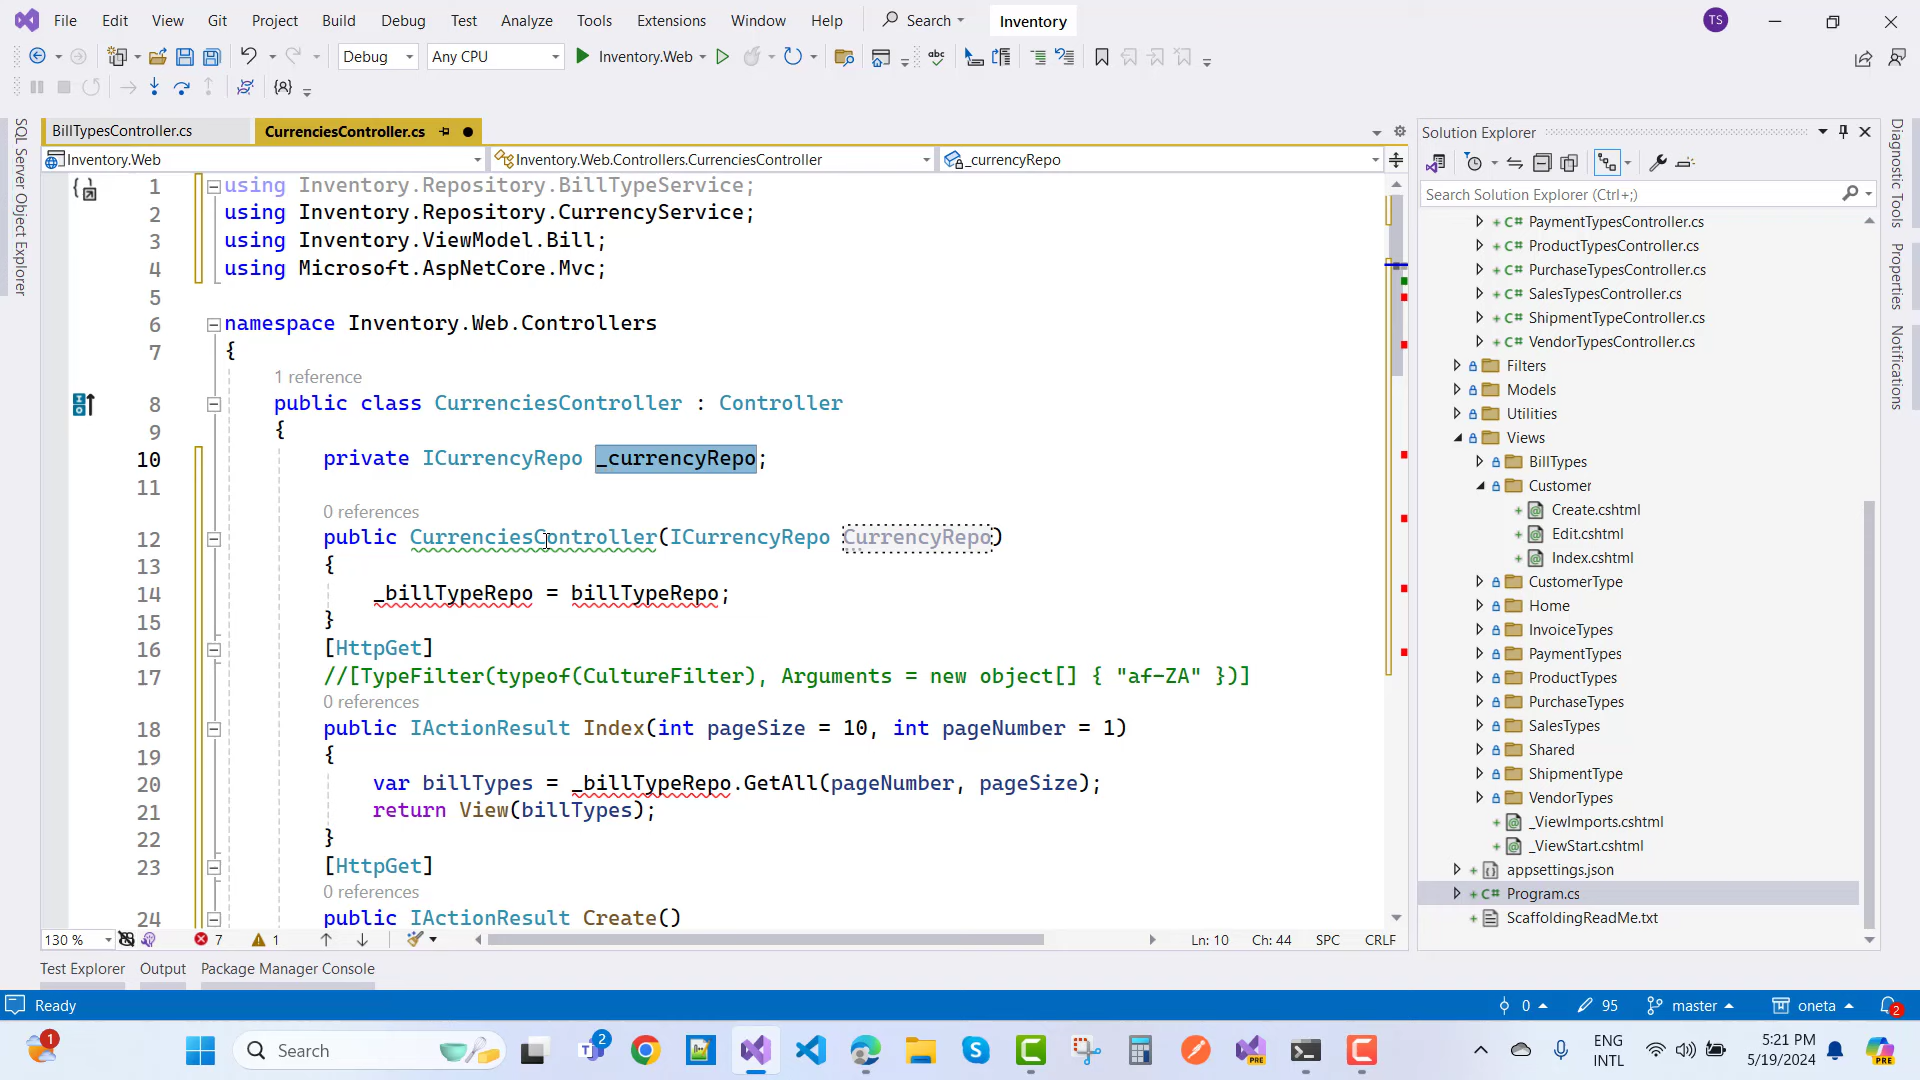 File Edit View Git Project Build Debug Test Analyze Tools Extensions Window Help Search Inventory TS
Debug Any CPU Inventory.Web
BillTypesController.cs CurrenciesController.cs
Inventory.Web Inventory.Web.Controllers.CurrenciesController _currencyRepo
SQL Server Object Explorer
1 using Inventory.Repository.BillTypeService;
2 using Inventory.Repository.CurrencyService;
3 using Inventory.ViewModel.Bill;
4 using Microsoft.AspNetCore.Mvc;
5
6 namespace Inventory.Web.Controllers
7 {
1 reference
8 public class CurrenciesController : Controller
9 {
10 private ICurrencyRepo _currencyRepo;
11
0 references
12 public CurrenciesController(ICurrencyRepo CurrencyRepo)
13 {
14 _billTypeRepo = billTypeRepo;
15 }
16 [HttpGet]
17 //[TypeFilter(typeof(CultureFilter), Arguments = new object[] { "af-ZA" })]
0 references
18 public IActionResult Index(int pageSize = 10, int pageNumber = 1)
19 {
20 var billTypes = _billTypeRepo.GetAll(pageNumber, pageSize);
21 return View(billTypes);
22 }
23 [HttpGet]
0 references
24 public IActionResult Create()
130 % 7 1 Ln: 10 Ch: 44 SPC CRLF
Solution Explorer
Search Solution Explorer (Ctrl+;)
C# PaymentTypesController.cs
C# ProductTypesController.cs
C# PurchaseTypesController.cs
C# SalesTypesController.cs
C# ShipmentTypeController.cs
C# VendorTypesController.cs
Filters
Models
Utilities
Views
BillTypes
Customer
Create.cshtml
Edit.cshtml
Index.cshtml
CustomerType
Home
InvoiceTypes
PaymentTypes
ProductTypes
PurchaseTypes
SalesTypes
Shared
ShipmentType
VendorTypes
_ViewImports.cshtml
_ViewStart.cshtml
appsettings.json
C# Program.cs
ScaffoldingReadMe.txt
Diagnostic Tools
Properties
Notifications
Test Explorer Output Package Manager Console
Ready 0 95 master oneta 2
1 Search 2 PRE ENG INTL 5:21 PM 5/19/2024 PRE